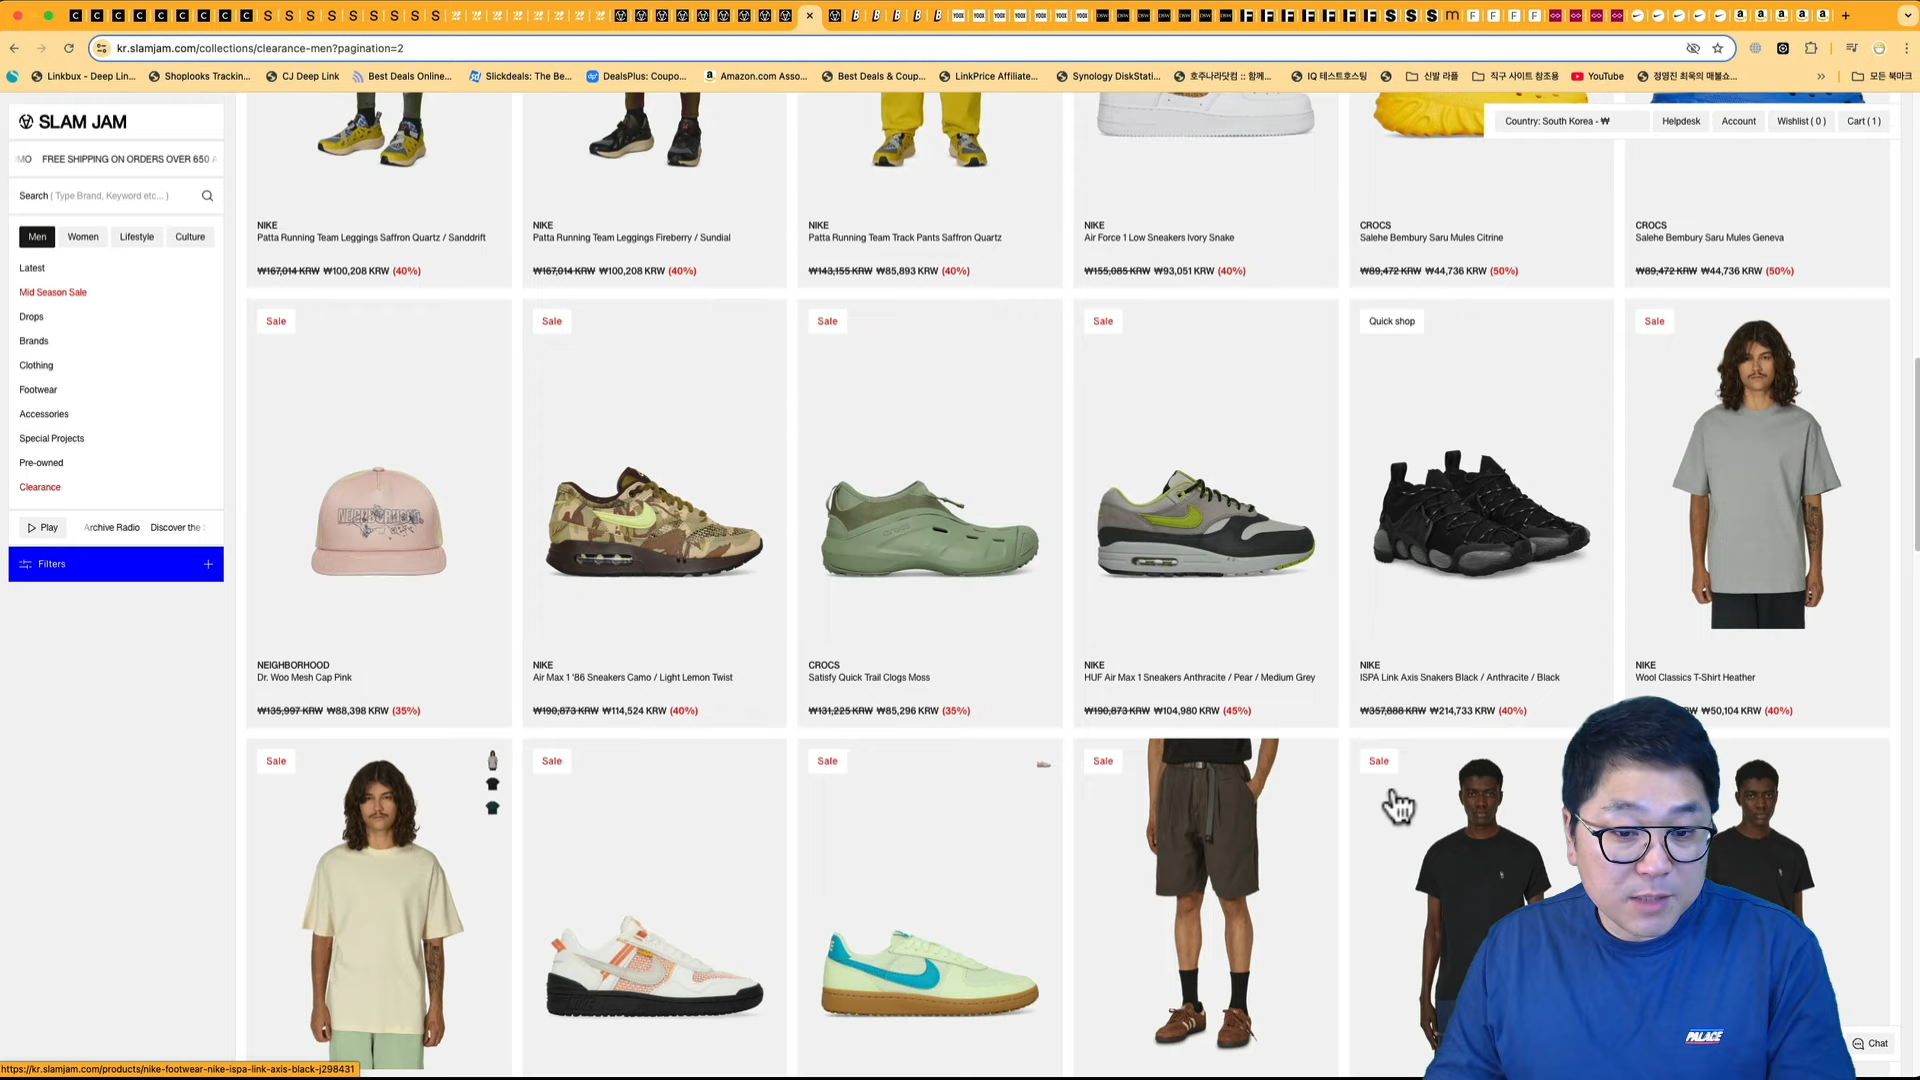 kr.slamjam.com/collections/clearance-men?pagination=2
Linkbux - Deep Lin...
Shoplooks Trackin...
CJ Deep Link
Best Deals Online...
Slickdeals: The Be...
DealsPlus: Coupo...
Amazon.com Asso...
Best Deals & Coup...
LinkPrice Affiliate...
Synology DiskStati...
호주나라닷컴 :: 함께...
IQ 테스트호스팅
신발 라플
직구 사이트 참조용
YouTube
정영진 최욱의 매불쇼...
모든 북마크
SLAM JAM
FREE SHIPPING ON ORDERS OVER 650
Search ( Type Brand, Keyword etc... )
Men
Women
Lifestyle
Culture
Latest
Mid Season Sale
Drops
Brands
Clothing
Footwear
Accessories
Special Projects
Pre-owned
Clearance
Play
Archive Radio
Discover the
Filters
Country: South Korea - ₩
Helpdesk
Account
Wishlist ( 0 )
Cart ( 1 )
NIKE
Patta Running Team Leggings Saffron Quartz / Sanddrift
₩167,014 KRW ₩100,208 KRW (40%)
NIKE
Patta Running Team Leggings Fireberry / Sundial
₩167,014 KRW ₩100,208 KRW (40%)
NIKE
Patta Running Team Track Pants Saffron Quartz
₩143,155 KRW ₩85,893 KRW (40%)
NIKE
Air Force 1 Low Sneakers Ivory Snake
₩155,085 KRW ₩93,051 KRW (40%)
CROCS
Salehe Bembury Saru Mules Citrine
₩89,472 KRW ₩44,736 KRW (50%)
CROCS
Salehe Bembury Saru Mules Geneva
₩89,472 KRW ₩44,736 KRW (50%)
Sale
NEIGHBORHOOD
Dr. Woo Mesh Cap Pink
₩135,997 KRW ₩88,398 KRW (35%)
Sale
NIKE
Air Max 1 '86 Sneakers Camo / Light Lemon Twist
₩190,873 KRW ₩114,524 KRW (40%)
Sale
CROCS
Satisfy Quick Trail Clogs Moss
₩131,225 KRW ₩85,296 KRW (35%)
Sale
NIKE
HUF Air Max 1 Sneakers Anthracite / Pear / Medium Grey
₩190,873 KRW ₩104,980 KRW (45%)
Quick shop
NIKE
ISPA Link Axis Snakers Black / Anthracite / Black
₩357,888 KRW ₩214,733 KRW (40%)
Sale
NIKE
Wool Classics T-Shirt Heather
KRW ₩50,104 KRW (40%)
Sale
Sale
Sale
Sale
Sale
PALACE
Chat
https://kr.slamjam.com/products/nike-footwear-nike-ispa-link-axis-black-j298431